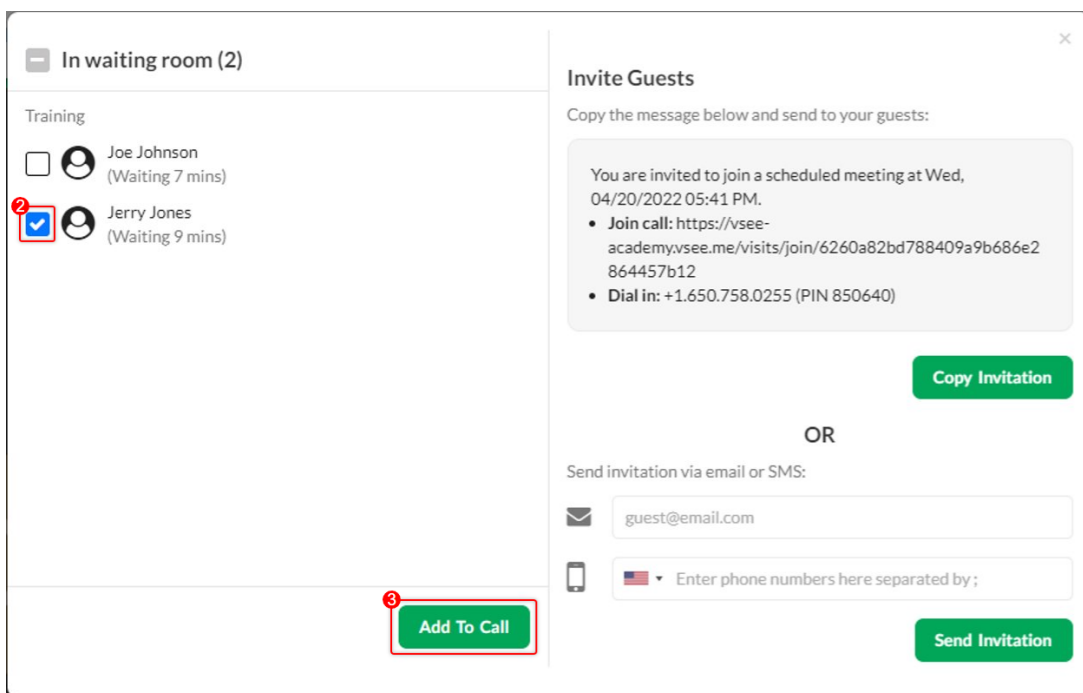 In waiting room (2)
Training
Joe Johnson
(Waiting 7 mins)
2
Jerry Jones
(Waiting 9 mins)
3
Add To Call
×
Invite Guests
Copy the message below and send to your guests:
You are invited to join a scheduled meeting at Wed,
04/20/2022 05:41 PM.
• Join call: https://vsee-
academy.vsee.me/visits/join/6260a82bd788409a9b686e2
864457b12
• Dial in: +1.650.758.0255 (PIN 850640)
Copy Invitation
OR
Send invitation via email or SMS:
guest@email.com
Enter phone numbers here separated by ;
Send Invitation